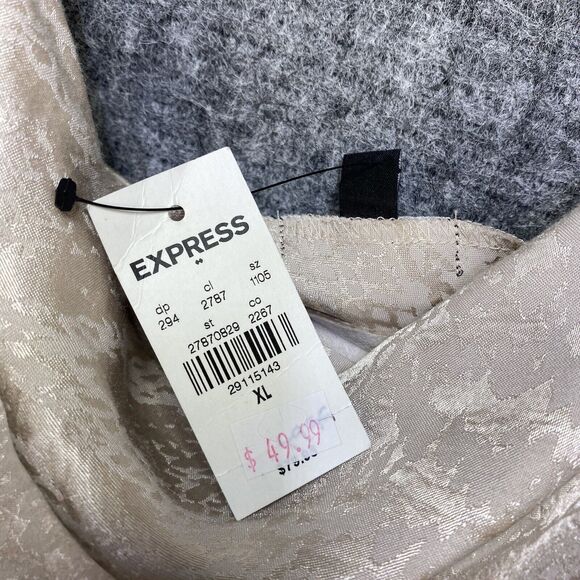 EXPRESS
dp cl sz
294 2787 1105
st co
27870829 2267
29115143
XL
$ 49.99